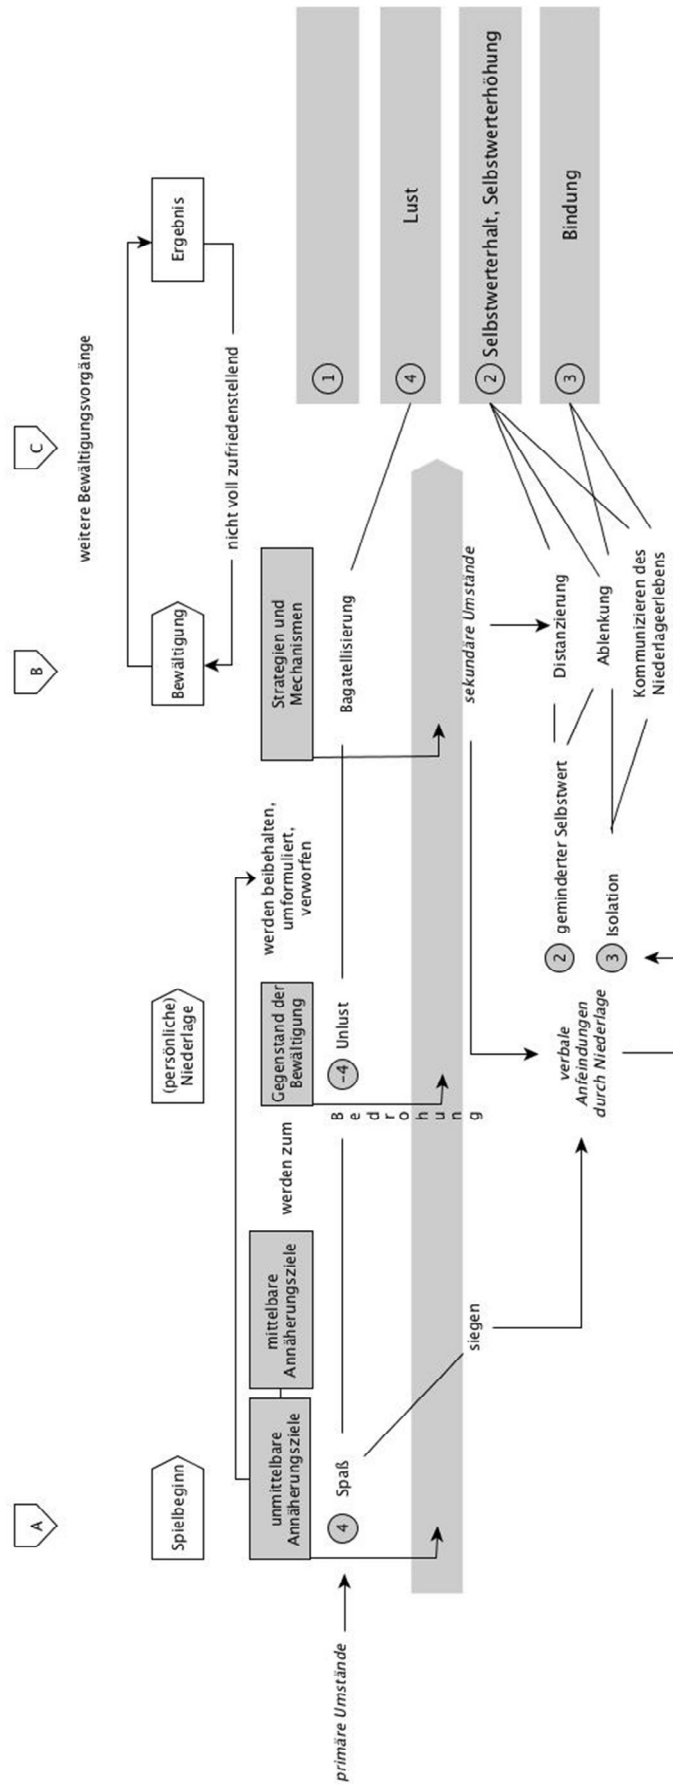 A
B
C
weitere Bewältigungsvorgänge
Spielbeginn
(persönliche)
Niederlage
Bewältigung
Ergebnis
nicht voll zufriedenstellend
unmittelbare
Annäherungsziele
mittelbare
Annäherungsziele
werden zum
Gegenstand der
Bewältigung
werden beibehalten,
umformuliert,
verworfen
Strategien und
Mechanismen
primäre Umstände
4 Spaß
Bedrohung
-4 Unlust
Bagatellisierung
siegen
sekundäre Umstände
verbale
Anfeindungen
durch Niederlage
2 geminderter Selbstwert
3 Isolation
Distanzierung
Ablenkung
Kommunizieren des
Niederlageerlebens
1
4 Lust
2 Selbstwerterhalt, Selbstwerterhöhung
3 Bindung